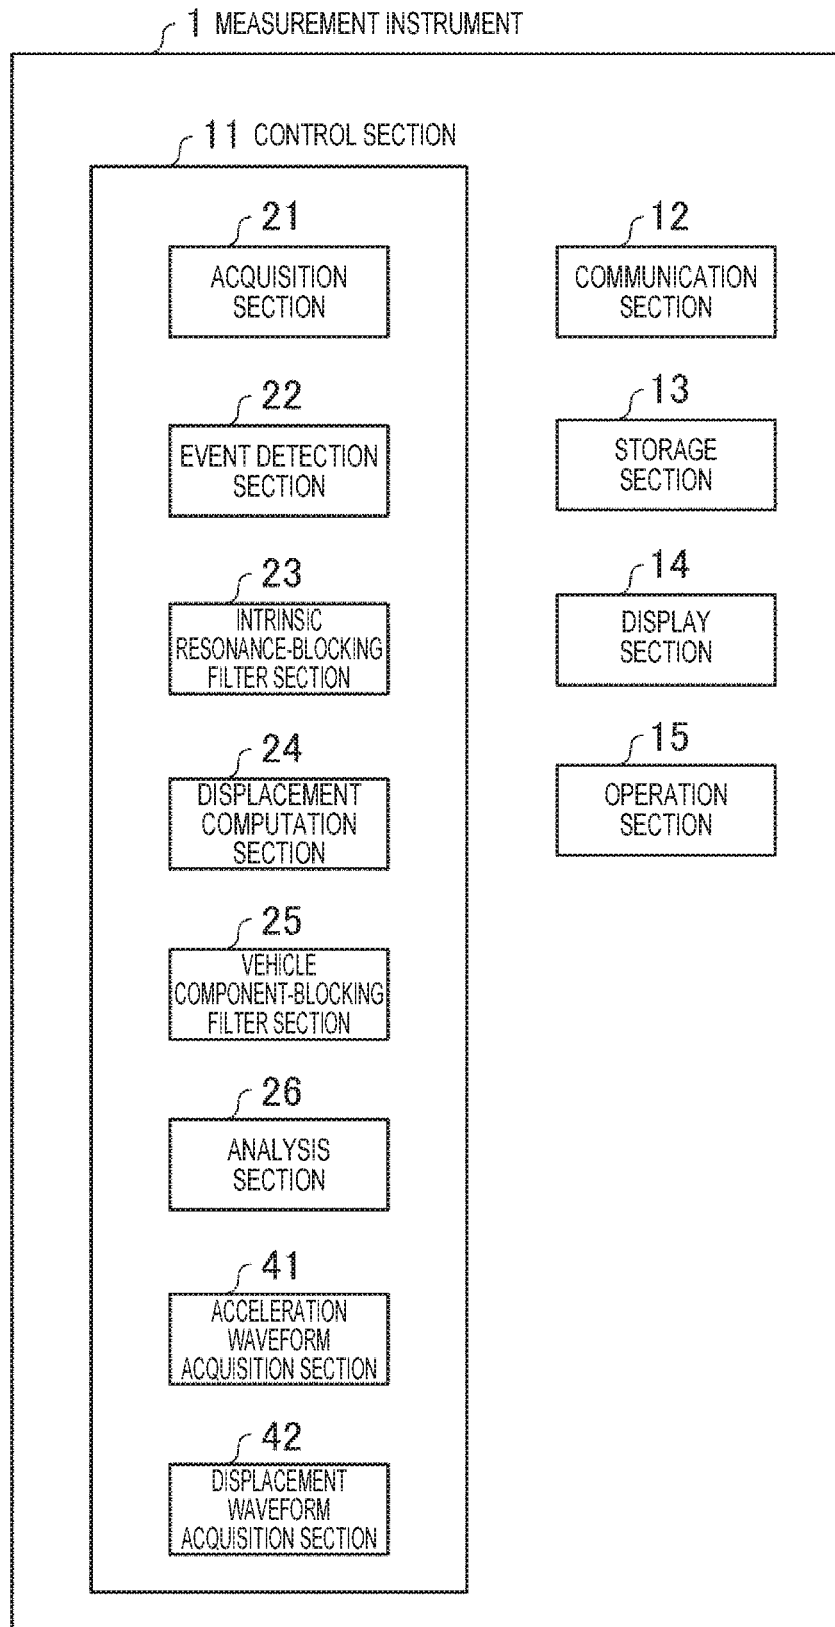 1 MEASUREMENT INSTRUMENT
11 CONTROL SECTION
21
ACQUISITION
SECTION
22
EVENT DETECTION
SECTION
23
INTRINSIC
RESONANCE-BLOCKING
FILTER SECTION
24
DISPLACEMENT
COMPUTATION
SECTION
25
VEHICLE
COMPONENT-BLOCKING
FILTER SECTION
26
ANALYSIS
SECTION
41
ACCELERATION
WAVEFORM
ACQUISITION SECTION
42
DISPLACEMENT
WAVEFORM
ACQUISITION SECTION
12
COMMUNICATION
SECTION
13
STORAGE
SECTION
14
DISPLAY
SECTION
15
OPERATION
SECTION